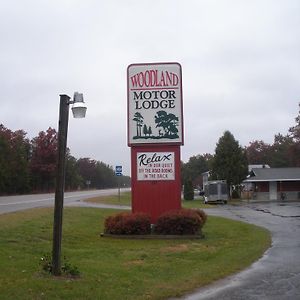 WOODLAND
MOTOR
LODGE
Relax
IN OUR QUIET
OFF THE ROAD ROOMS
IN THE BACK